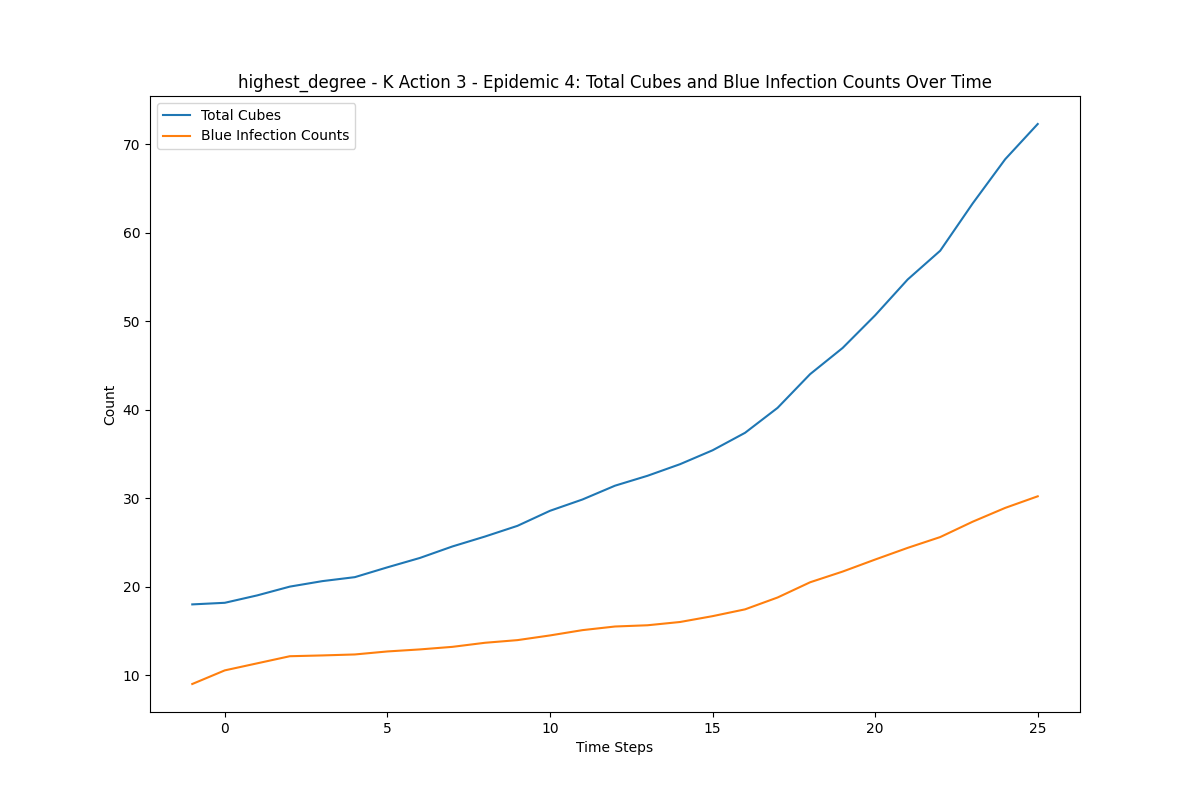 highest_degree - K Action 3 - Epidemic 4: Total Cubes and Blue Infection Counts Over Time
Total Cubes
Blue Infection Counts
70
60
50
40
30
20
10
Count
0 5 10 15 20 25
Time Steps